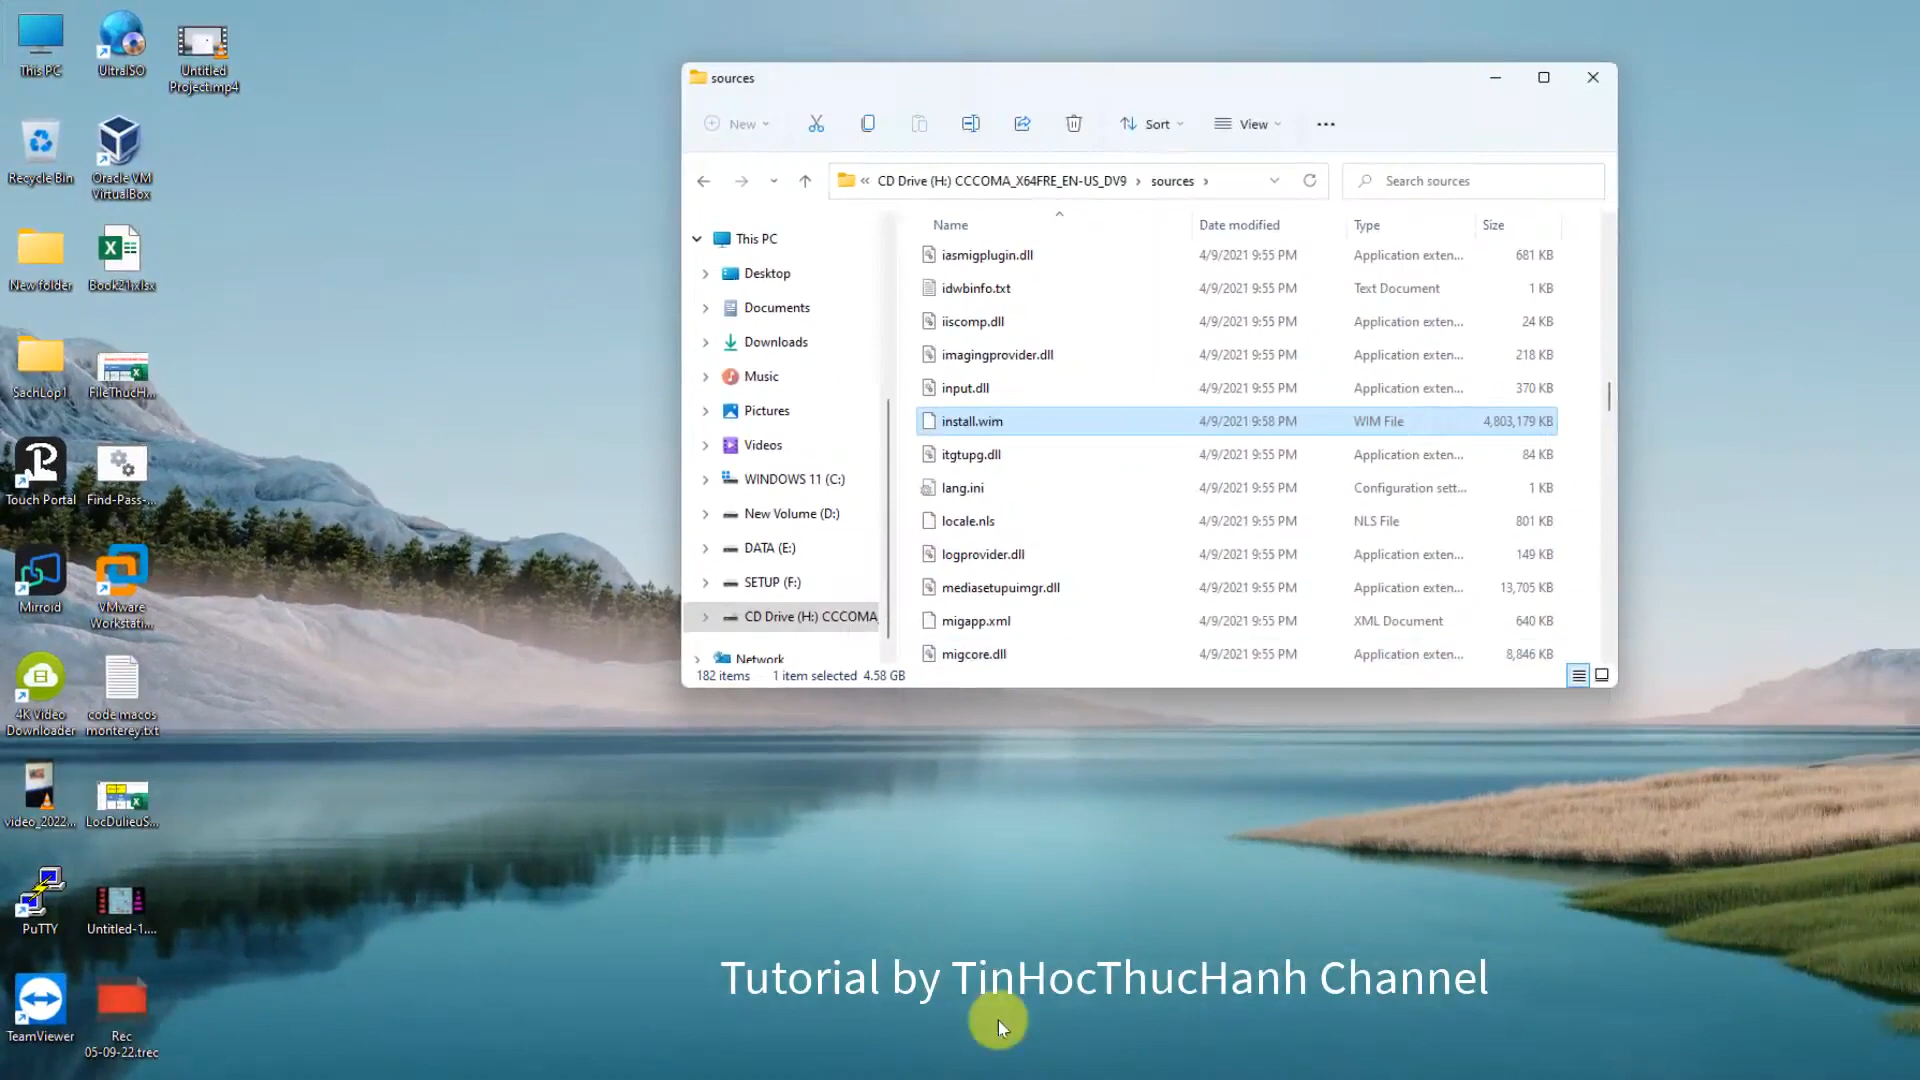 This PC
UltraISO
Untitled
Project.mp4
Recycle Bin
Oracle VM
VirtualBox
New folder
Book21.xlsx
SachLop1
FileThucH...
Touch Portal
Find-Pass-...
Mirroid
VMware
Workstati...
4K Video
Downloader
code macos
monterey.txt
video_2022...
LocDulieuS...
PuTTY
Untitled-1....
TeamViewer
Rec
05-09-22.trec
sources
New
Sort
View
« CD Drive (H:) CCCOMA_X64FRE_EN-US_DV9 › sources ›
Search sources
This PC
Desktop
Documents
Downloads
Music
Pictures
Videos
WINDOWS 11 (C:)
New Volume (D:)
DATA (E:)
SETUP (F:)
CD Drive (H:) CCCOMA_
Network
Name Date modified Type Size
iasmigplugin.dll 4/9/2021 9:55 PM Application exten... 681 KB
idwbinfo.txt 4/9/2021 9:55 PM Text Document 1 KB
iiscomp.dll 4/9/2021 9:55 PM Application exten... 24 KB
imagingprovider.dll 4/9/2021 9:55 PM Application exten... 218 KB
input.dll 4/9/2021 9:55 PM Application exten... 370 KB
install.wim 4/9/2021 9:58 PM WIM File 4,803,179 KB
itgtupg.dll 4/9/2021 9:55 PM Application exten... 84 KB
lang.ini 4/9/2021 9:55 PM Configuration sett... 1 KB
locale.nls 4/9/2021 9:55 PM NLS File 801 KB
logprovider.dll 4/9/2021 9:55 PM Application exten... 149 KB
mediasetupuimgr.dll 4/9/2021 9:55 PM Application exten... 13,705 KB
migapp.xml 4/9/2021 9:55 PM XML Document 640 KB
migcore.dll 4/9/2021 9:55 PM Application exten... 8,846 KB
182 items 1 item selected 4.58 GB
Tutorial by TinHocThucHanh Channel